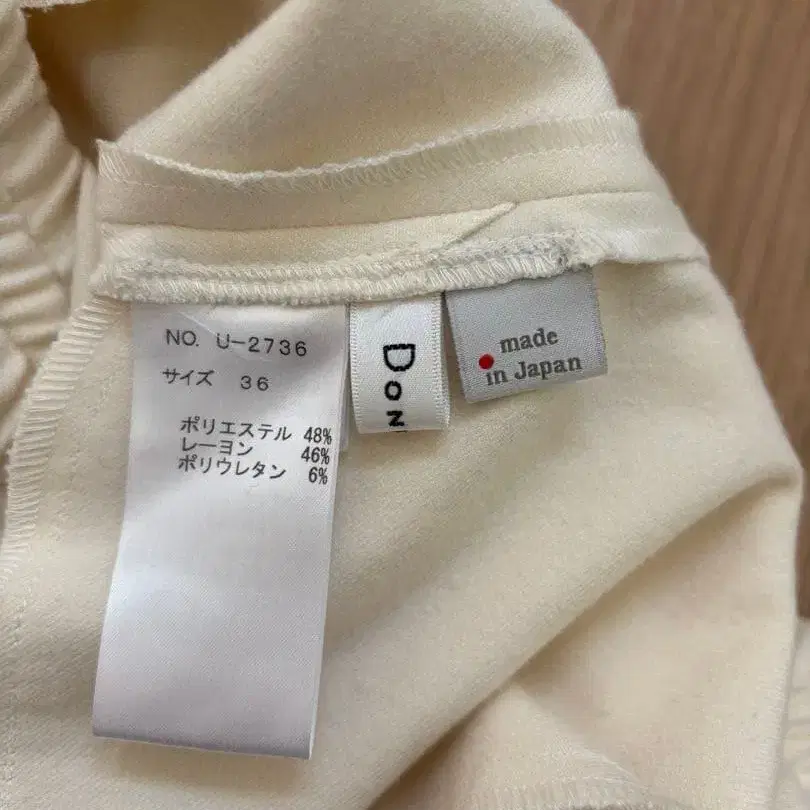 NO. U-2736
サイズ 36
ポリエステル 48%
レーヨン 46%
ポリウレタン 6%
DON
made
in Japan